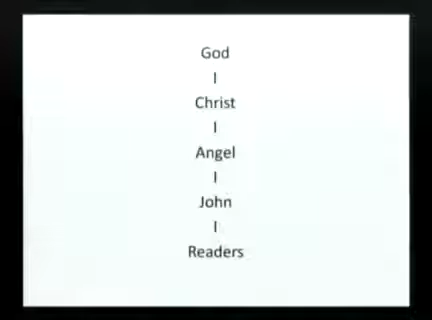 God
I
Christ
I
Angel
I
John
I
Readers